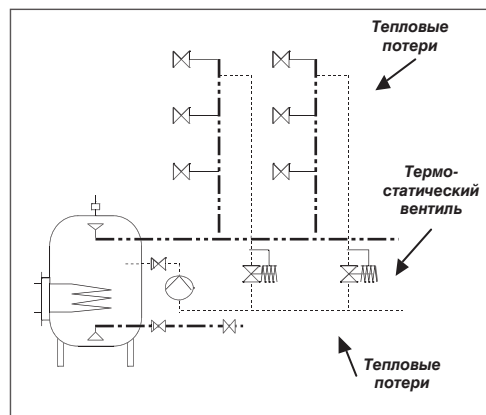 Тепловые
потери
Термо-
статический
вентиль
Тепловые
потери